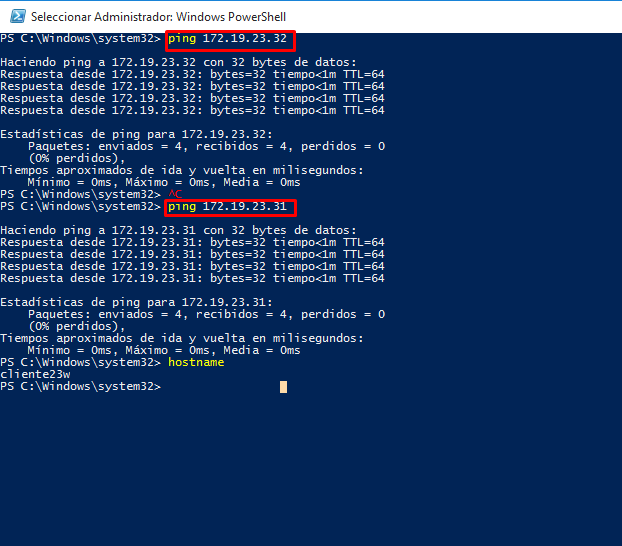 Seleccionar Administrador: Windows PowerShell
PS C:\Windows\system32> ping 172.19.23.32
Haciendo ping a 172.19.23.32 con 32 bytes de datos:
Respuesta desde 172.19.23.32: bytes=32 tiempo<1m TTL=64
Respuesta desde 172.19.23.32: bytes=32 tiempo<1m TTL=64
Respuesta desde 172.19.23.32: bytes=32 tiempo<1m TTL=64
Respuesta desde 172.19.23.32: bytes=32 tiempo<1m TTL=64
Estadísticas de ping para 172.19.23.32:
Paquetes: enviados = 4, recibidos = 4, perdidos = 0
(0% perdidos),
Tiempos aproximados de ida y vuelta en milisegundos:
Mínimo = 0ms, Máximo = 0ms, Media = 0ms
PS C:\Windows\system32> ^C
PS C:\Windows\system32> ping 172.19.23.31
Haciendo ping a 172.19.23.31 con 32 bytes de datos:
Respuesta desde 172.19.23.31: bytes=32 tiempo<1m TTL=64
Respuesta desde 172.19.23.31: bytes=32 tiempo<1m TTL=64
Respuesta desde 172.19.23.31: bytes=32 tiempo<1m TTL=64
Respuesta desde 172.19.23.31: bytes=32 tiempo<1m TTL=64
Estadísticas de ping para 172.19.23.31:
Paquetes: enviados = 4, recibidos = 4, perdidos = 0
(0% perdidos),
Tiempos aproximados de ida y vuelta en milisegundos:
Mínimo = 0ms, Máximo = 0ms, Media = 0ms
PS C:\Windows\system32> hostname
cliente23w
PS C:\Windows\system32>